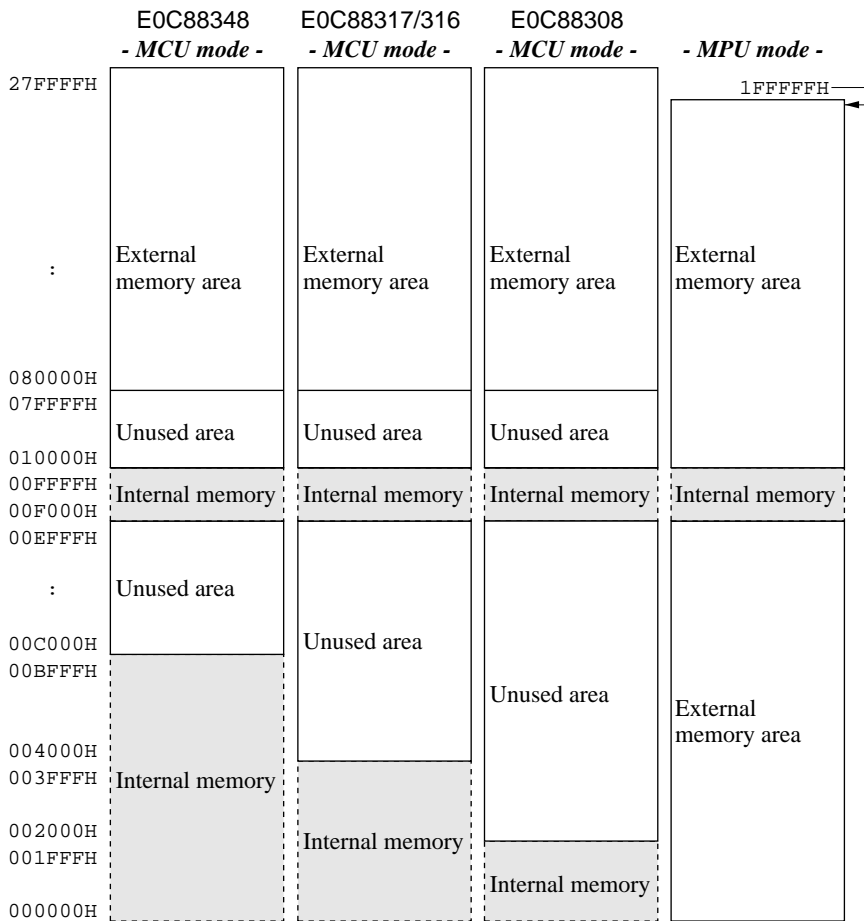 E0C88348 E0C88317/316 E0C88308
- MCU mode - - MCU mode - - MCU mode - - MPU mode -
27FFFFH 1FFFFFH
External External External External
: memory area memory area memory area memory area
080000H
07FFFFH
Unused area Unused area Unused area
010000H
00FFFFH
Internal memory Internal memory Internal memory Internal memory
00F000H
00EFFFH
: Unused area
Unused area
00C000H
00BFFFH
Unused area
External
memory area
004000H
003FFFH Internal memory
002000H
Internal memory
001FFFH
Internal memory
000000H